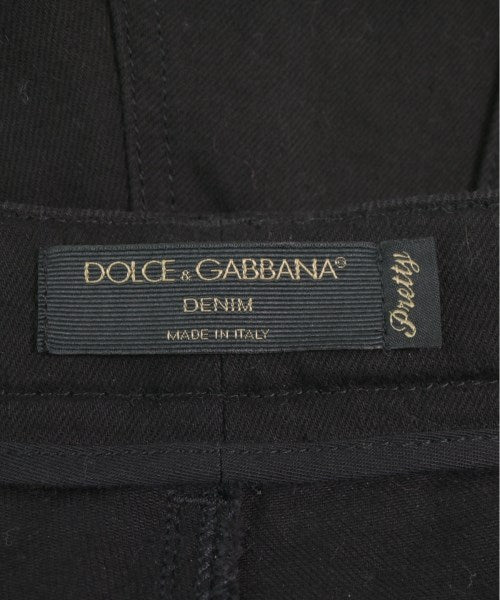 DOLCE & GABBANA®
DENIM
MADE IN ITALY
Pretty